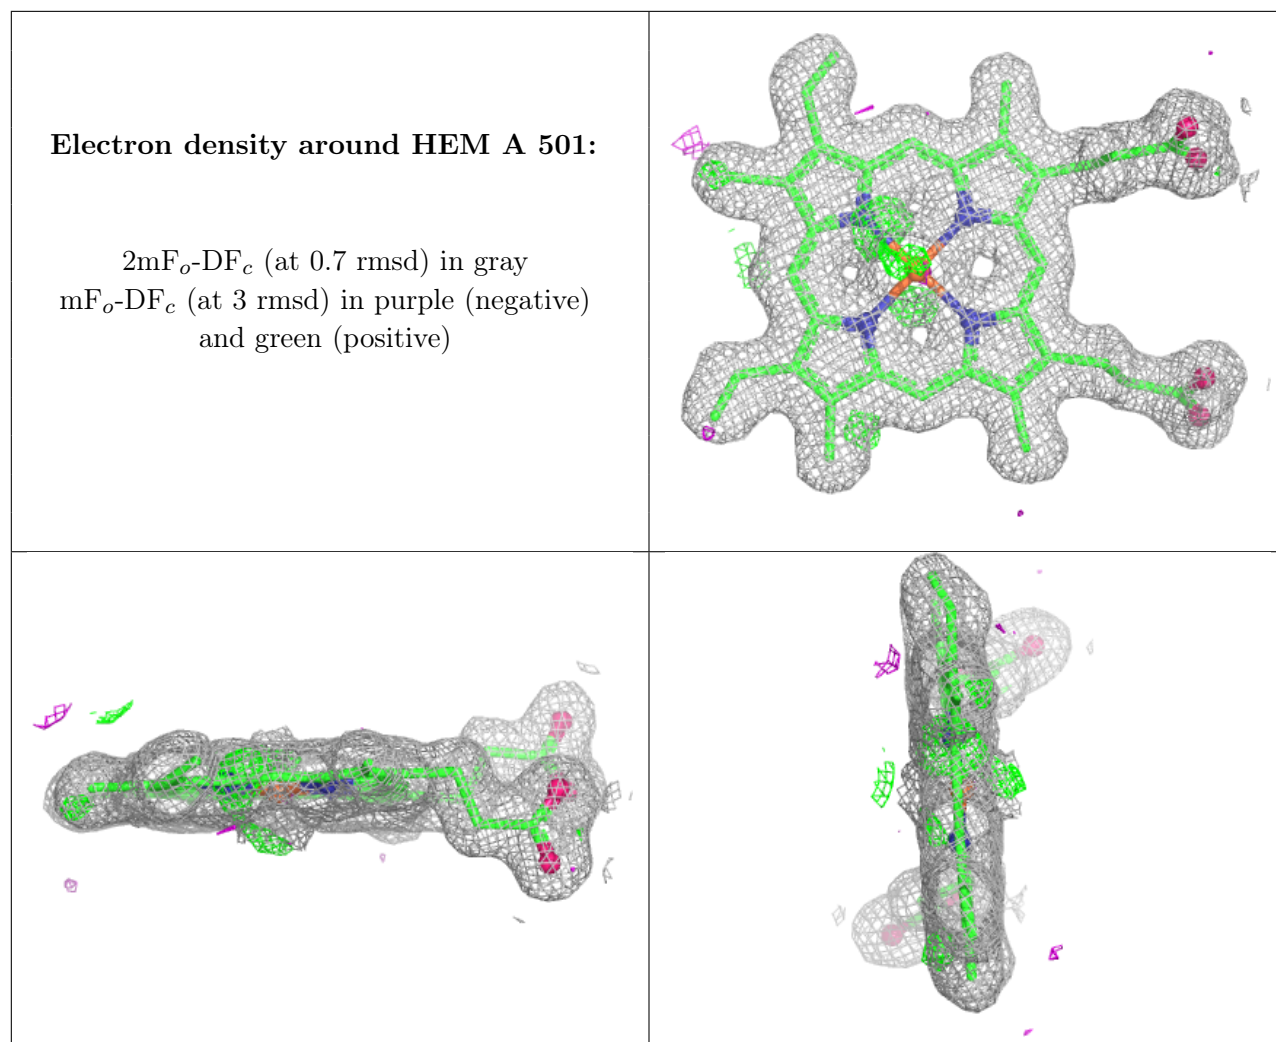 Electron density around HEM A 501:
2mFₒ-DF𝒸 (at 0.7 rmsd) in gray
mFₒ-DF𝒸 (at 3 rmsd) in purple (negative)
and green (positive)